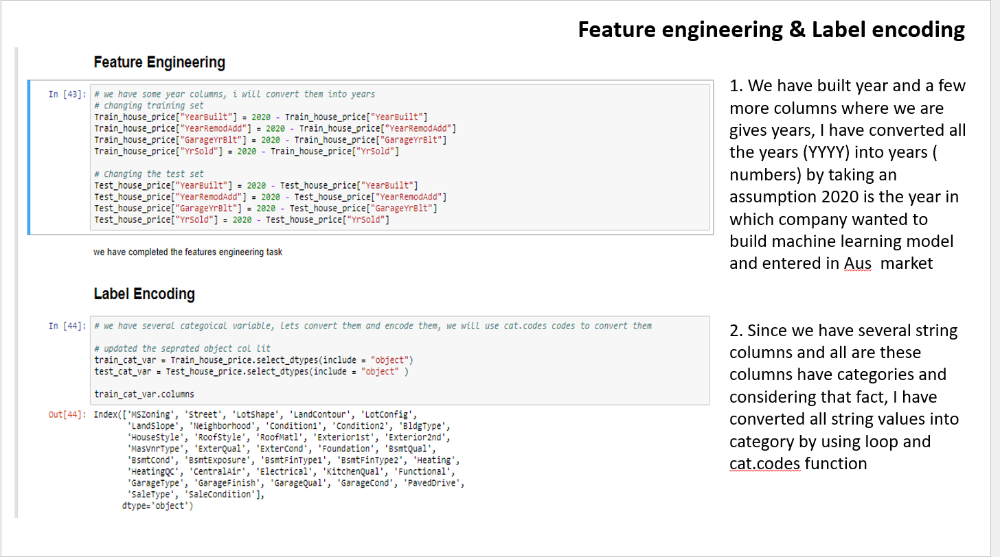 Feature engineering & Label encoding
Feature Engineering
In [43]:
# we have some year columns, i will convert them into years
# changing training set
Train_house_price["YearBuilt"] = 2020 - Train_house_price["YearBuilt"]
Train_house_price["YearRemodAdd"] = 2020 - Train_house_price["YearRemodAdd"]
Train_house_price["GarageYrBlt"] = 2020 - Train_house_price["GarageYrBlt"]
Train_house_price["YrSold"] = 2020 - Train_house_price["YrSold"]
# Changing the test set
Test_house_price["YearBuilt"] = 2020 - Test_house_price["YearBuilt"]
Test_house_price["YearRemodAdd"] = 2020 - Test_house_price["YearRemodAdd"]
Test_house_price["GarageYrBlt"] = 2020 - Test_house_price["GarageYrBlt"]
Test_house_price["YrSold"] = 2020 - Test_house_price["YrSold"]
we have completed the features engineering task
1. We have built year and a few
more columns where we are
gives years, I have converted all
the years (YYYY) into years (
numbers) by taking an
assumption 2020 is the year in
which company wanted to
build machine learning model
and entered in Aus market
Label Encoding
In [44]:
# we have several categoical variable, Lets convert them and encode them, we will use cat.codes codes to convert them
# updated the seprated object col lit
train_cat_var = Train_house_price.select_dtypes(include = "object")
test_cat_var = Test_house_price.select_dtypes(include = "object" )
train_cat_var.columns
Out[44]:
Index(['MSZoning', 'Street', 'LotShape', 'LandContour', 'LotConfig',
'LandSlope', 'Neighborhood', 'Condition1', 'Condition2', 'BldgType',
'HouseStyle', 'RoofStyle', 'RoofMatl', 'Exterior1st', 'Exterior2nd',
'MasVnrType', 'ExterQual', 'ExterCond', 'Foundation', 'BsmtQual',
'BsmtCond', 'BsmtExposure', 'BsmtFinType1', 'BsmtFinType2', 'Heating',
'HeatingQC', 'CentralAir', 'Electrical', 'KitchenQual', 'Functional',
'GarageType', 'GarageFinish', 'GarageQual', 'GarageCond', 'PavedDrive',
'SaleType', 'SaleCondition'],
dtype='object')
2. Since we have several string
columns and all are these
columns have categories and
considering that fact, I have
converted all string values into
category by using loop and
cat.codes function